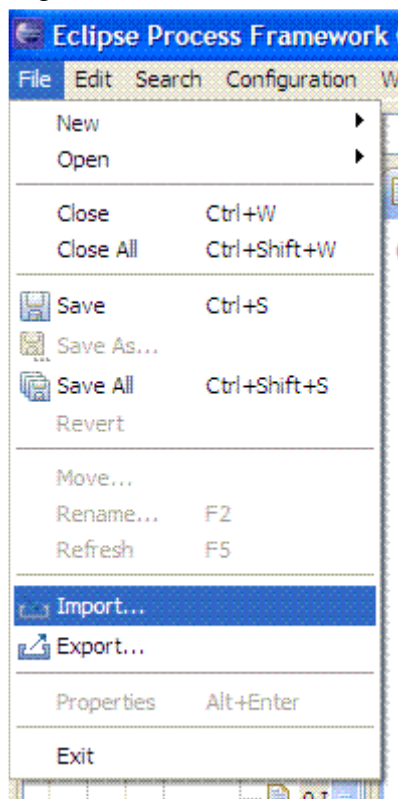 Eclipse Process Framework
File Edit Search Configuration
New
Open
Close Ctrl+W
Close All Ctrl+Shift+W
Save Ctrl+S
Save As...
Save All Ctrl+Shift+S
Revert
Move...
Rename... F2
Refresh F5
Import...
Export...
Properties Alt+Enter
Exit